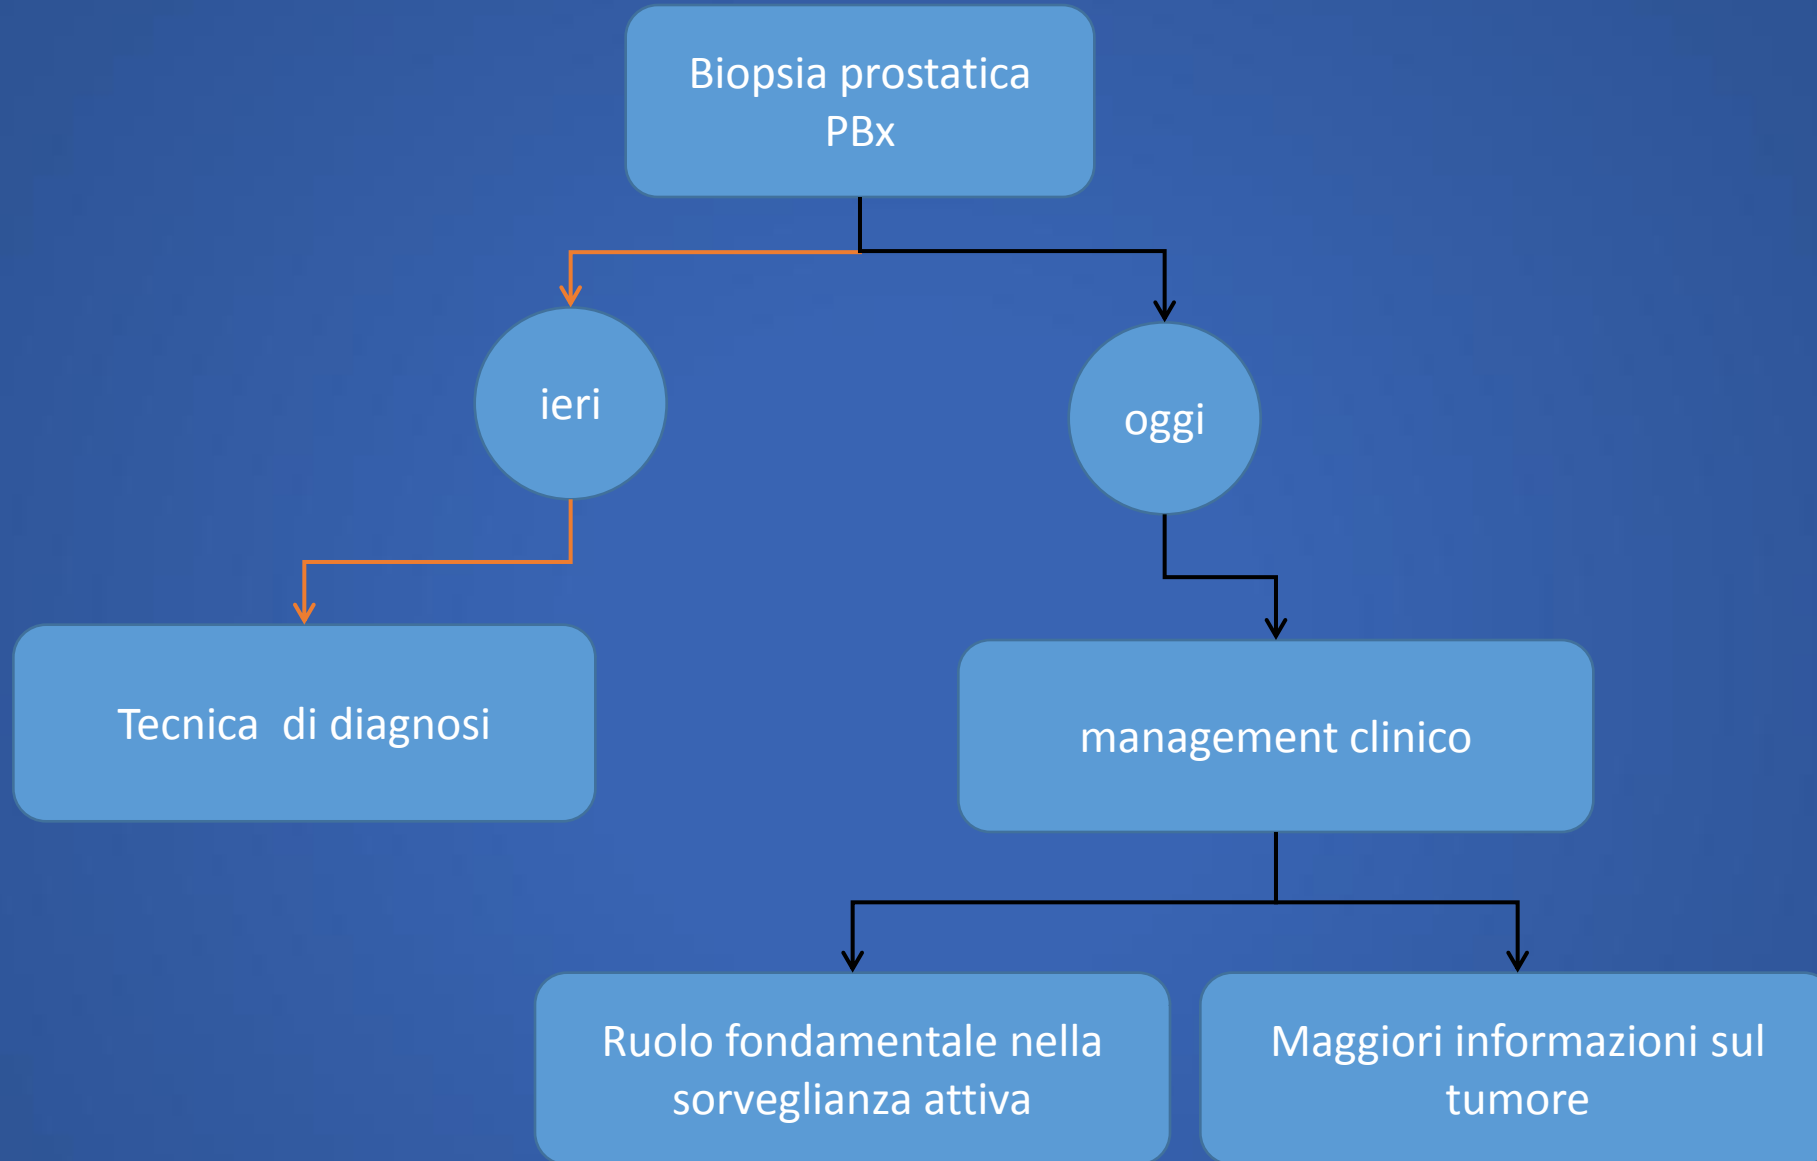 Biopsia prostatica
PBx
ieri
oggi
Tecnica  di diagnosi
management clinico
Ruolo fondamentale nella
sorveglianza attiva
Maggiori informazioni sul
tumore